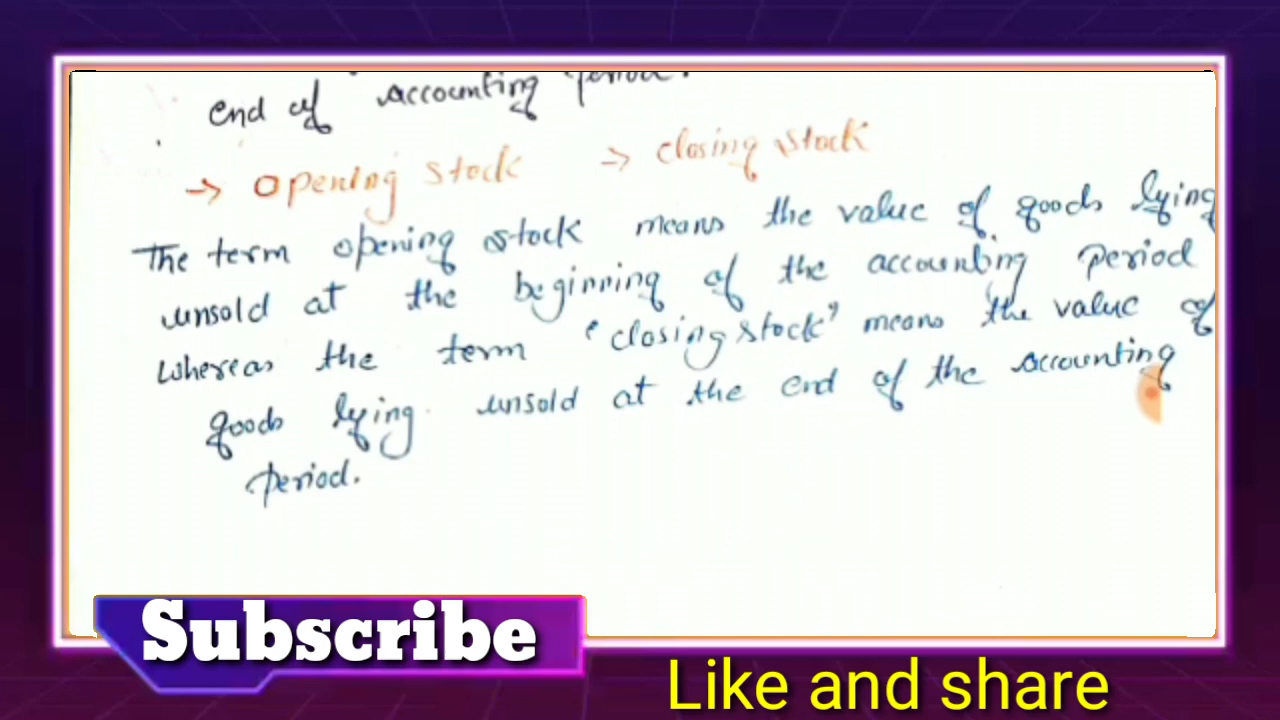 end of accounting period.
→ Opening stock → closing stock
The term opening stock means the value of goods lying
unsold at the beginning of the accounting period
whereas the term "closing stock" means the value of
goods lying unsold at the end of the accounting
period.
Subscribe
Like and share